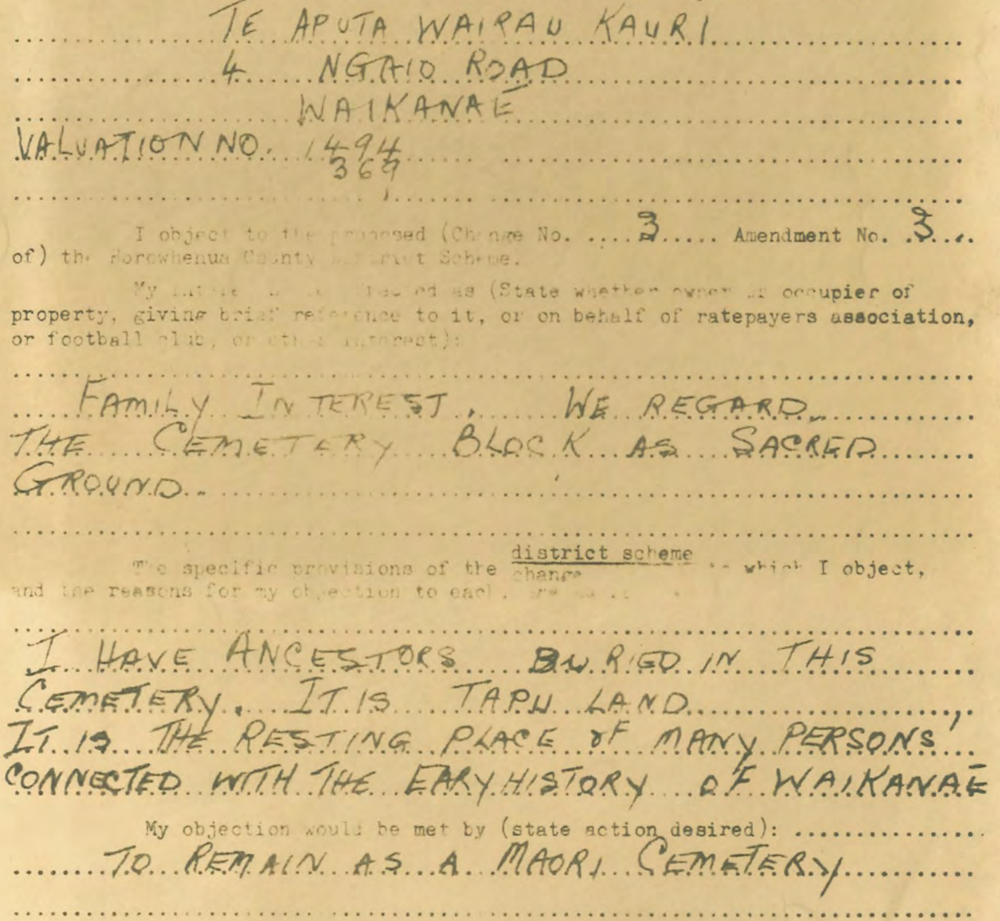 TE APUTA WAIRAU KAURI
4 NGAIO ROAD
WAIKANAE
VALUATION NO. 1494
369
I object to the proposed (Change No. ....3..... Amendment No. .3...
of) the Horowhenua County District Scheme.
My as (State whether owner or occupier of
property, giving brief reference to it, or on behalf of ratepayers association,
or football club, or other interest):
FAMILY INTEREST. WE REGARD
THE CEMETERY BLOCK AS SACRED
GROUND.
The specific provisions of the district scheme
change to which I object,
and the reasons for my objection to each, are as
I HAVE ANCESTORS BURIED IN THIS
CEMETERY. IT IS TAPU LAND
IT IS THE RESTING PLACE OF MANY PERSONS'
CONNECTED WITH THE EARY HISTORY OF WAIKANAE
My objection would be met by (state action desired): ................
TO REMAIN AS A MAORI CEMETERY